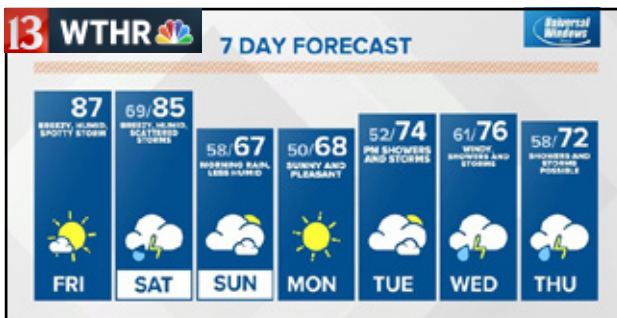 13 WTHR
7 DAY FORECAST
Universal
Windows
87
BREEZY, HUMID,
SPOTTY STORM
FRI
69/85
BREEZY, HUMID,
SCATTERED
STORMS
SAT
58/67
MORNING RAIN,
LESS HUMID
SUN
50/68
SUNNY AND
PLEASANT
MON
52/74
PM SHOWERS
AND STORMS
TUE
61/76
WINDY,
SHOWERS AND
STORMS
WED
58/72
SHOWERS AND
STORMS
POSSIBLE
THU